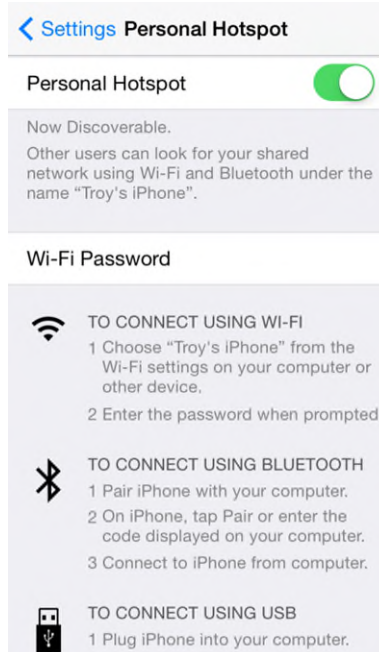 Settings Personal Hotspot
Personal Hotspot
Now Discoverable.
Other users can look for your shared
network using Wi-Fi and Bluetooth under the
name “Troy's iPhone”.
Wi-Fi Password
TO CONNECT USING WI-FI
1 Choose “Troy's iPhone” from the
Wi-Fi settings on your computer or
other device.
2 Enter the password when prompted
TO CONNECT USING BLUETOOTH
1 Pair iPhone with your computer.
2 On iPhone, tap Pair or enter the
code displayed on your computer.
3 Connect to iPhone from computer.
TO CONNECT USING USB
1 Plug iPhone into your computer.